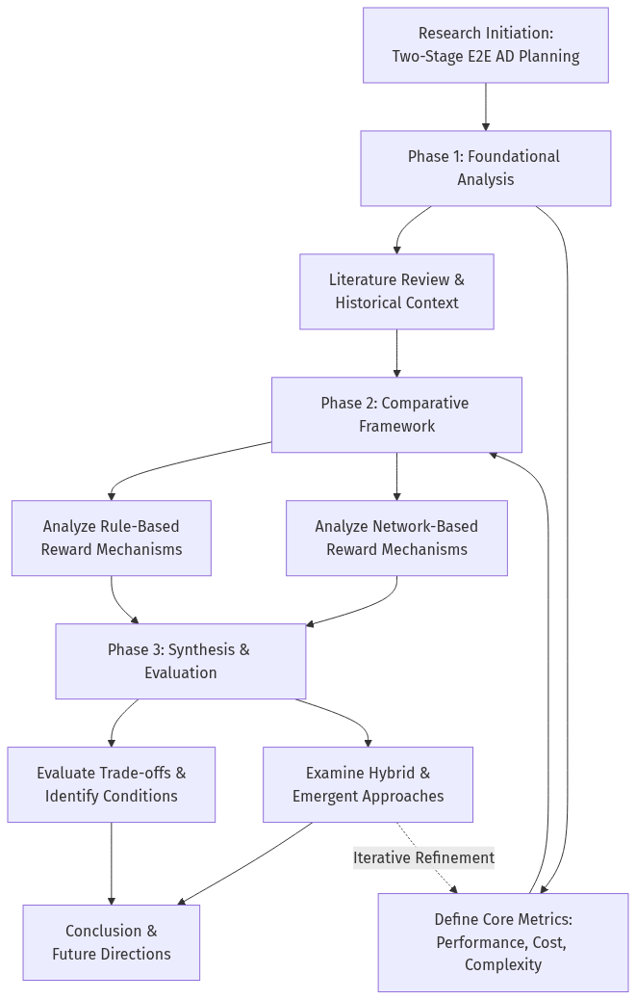 Research Initiation:
Two-Stage E2E AD Planning
Phase 1: Foundational
Analysis
Literature Review &
Historical Context
Phase 2: Comparative
Framework
Analyze Rule-Based
Reward Mechanisms
Analyze Network-Based
Reward Mechanisms
Phase 3: Synthesis &
Evaluation
Evaluate Trade-offs &
Identify Conditions
Examine Hybrid &
Emergent Approaches
Iterative Refinement
Conclusion &
Future Directions
Define Core Metrics:
Performance, Cost,
Complexity